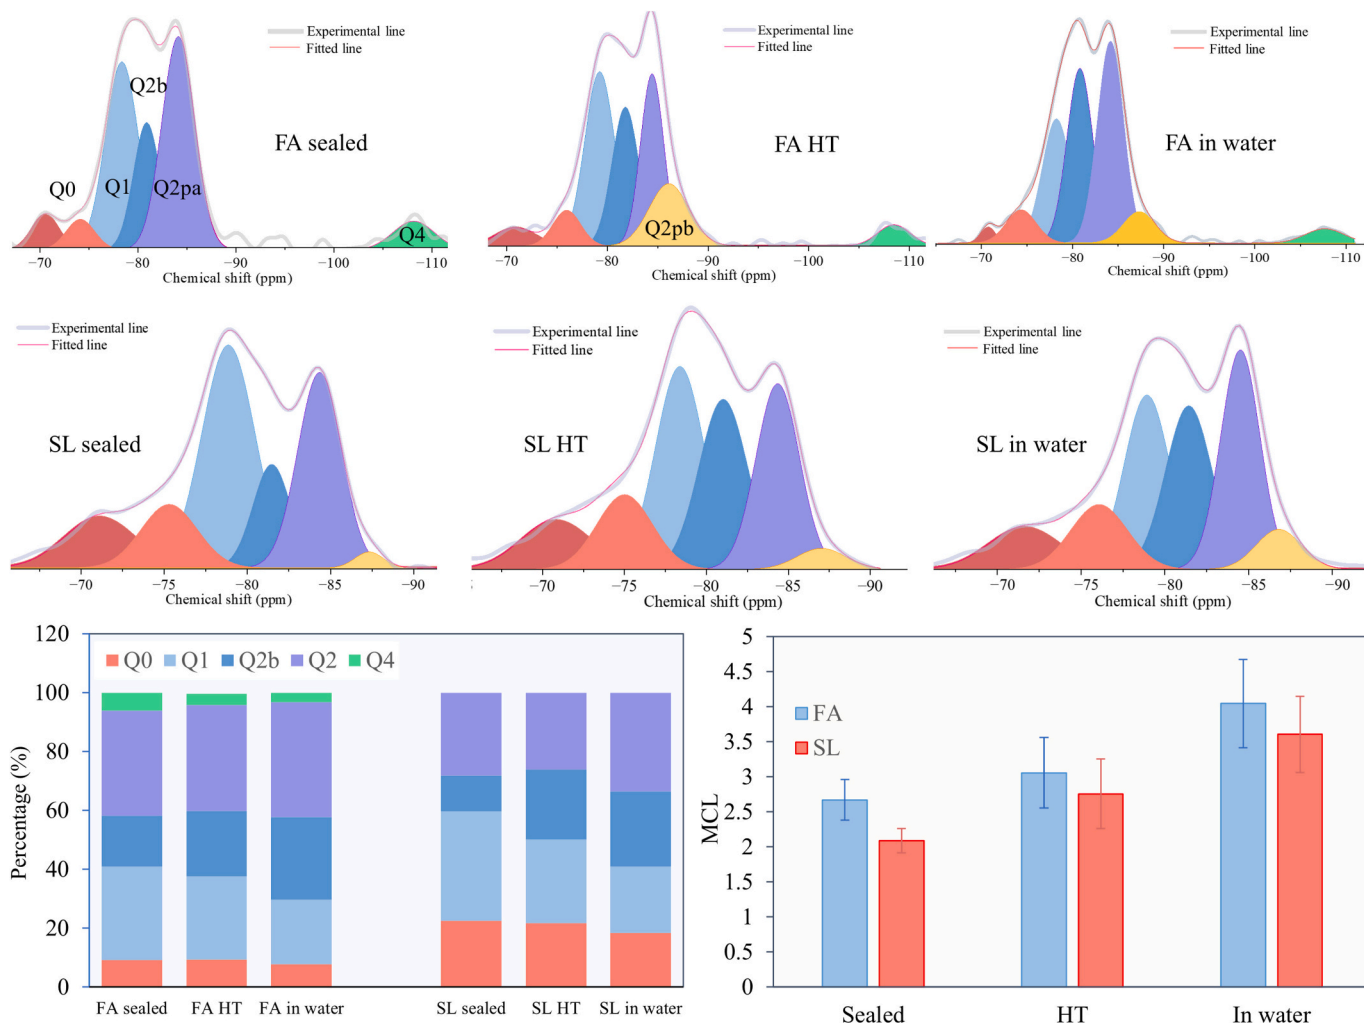 Experimental line
Fitted line
Q2b
FA sealed
Q0
Q1
Q2pa
Q4
−70 −80 −90 −100 −110
Chemical shift (ppm)
Experimental line
Fitted line
FA HT
Q2pb
−70 −80 −90 −100 −110
Chemical shift (ppm)
Experimental line
Fitted line
FA in water
−70 −80 −90 −100 −110
Chemical shift (ppm)
Experimental line
Fitted line
SL sealed
−70 −75 −80 −85 −90
Chemical shift (ppm)
Experimental line
Fitted line
SL HT
−70 −75 −80 −85 −90
Chemical shift (ppm)
Experimental line
Fitted line
SL in water
−70 −75 −80 −85 −90
Chemical shift (ppm)
Percentage (%)
120
100
80
60
40
20
0
Q0 Q1 Q2b Q2 Q4
FA sealed FA HT FA in water SL sealed SL HT SL in water
MCL
5
4.5
4
3.5
3
2.5
2
1.5
1
0.5
0
FA
SL
Sealed HT In water